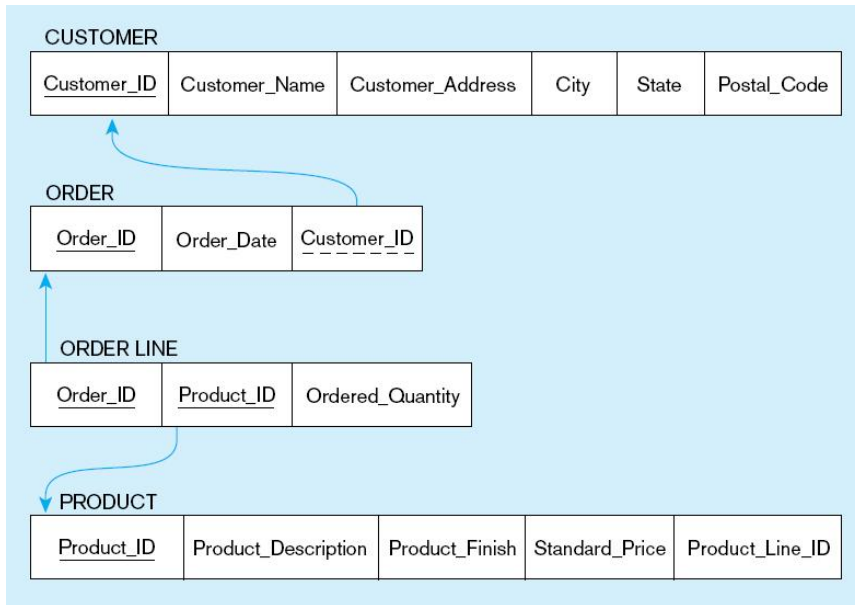 CUSTOMER
Customer_ID Customer_Name Customer_Address City State Postal_Code
ORDER
Order_ID Order_Date Customer_ID
ORDER LINE
Order_ID Product_ID Ordered_Quantity
PRODUCT
Product_ID Product_Description Product_Finish Standard_Price Product_Line_ID